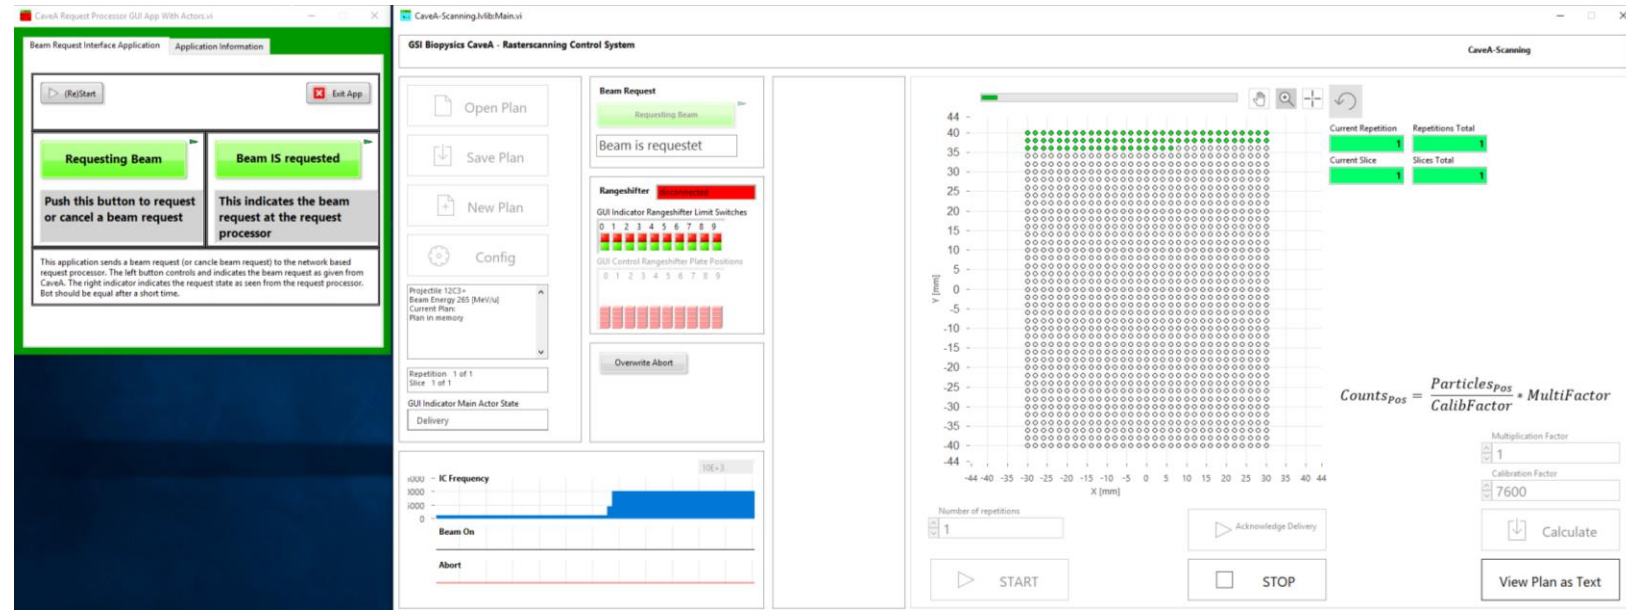 CaveA Request Processor GUI App With Actors.vi
Beam Request Interface Application
Application Information
(Re)Start
Exit App
Requesting Beam
Beam IS requested
Push this button to request
or cancel a beam request
This indicates the beam
request at the request
processor
This application sends a beam request (or cancle beam request) to the network based
request processor. The left button controls and indicates the beam request as given from
CaveA. The right indicator indicates the request state as seen from the request processor.
Bot should be equal after a short time.
CaveA-Scanning.lvlib:Main.vi
GSI Biopysics CaveA - Rasterscanning Control System
CaveA-Scanning
Open Plan
Save Plan
New Plan
Config
Projectile 12C3+
Beam Energy 265 [MeV/u]
Current Plan:
Plan in memory
Repetition 1 of 1
Slice 1 of 1
GUI Indicator Main Actor State
Delivery
Beam Request
Requesting Beam
Beam is requestet
Rangeshifter
disconnected
GUI Indicator Rangeshifter Limit Switches
0 1 2 3 4 5 6 7 8 9
GUI Control Rangeshifter Plate Positions
0 1 2 3 4 5 6 7 8 9
Overwrite Abort
10E+3
IC Frequency
5000
0
Beam On
Abort
44
40
35
30
25
20
15
10
5
0
-5
-10
-15
-20
-25
-30
-35
-40
-44
Y [mm]
-44 -40 -35 -30 -25 -20 -15 -10 -5 0 5 10 15 20 25 30 35 40 44
X [mm]
Current Repetition
Repetitions Total
1
1
Current Slice
Slices Total
1
1
Counts_Pos = Particles_Pos / CalibFactor * MultiFactor
Multiplication Factor
1
Calibration Factor
7600
Number of repetitions
1
Acknowledge Delivery
Calculate
START
STOP
View Plan as Text